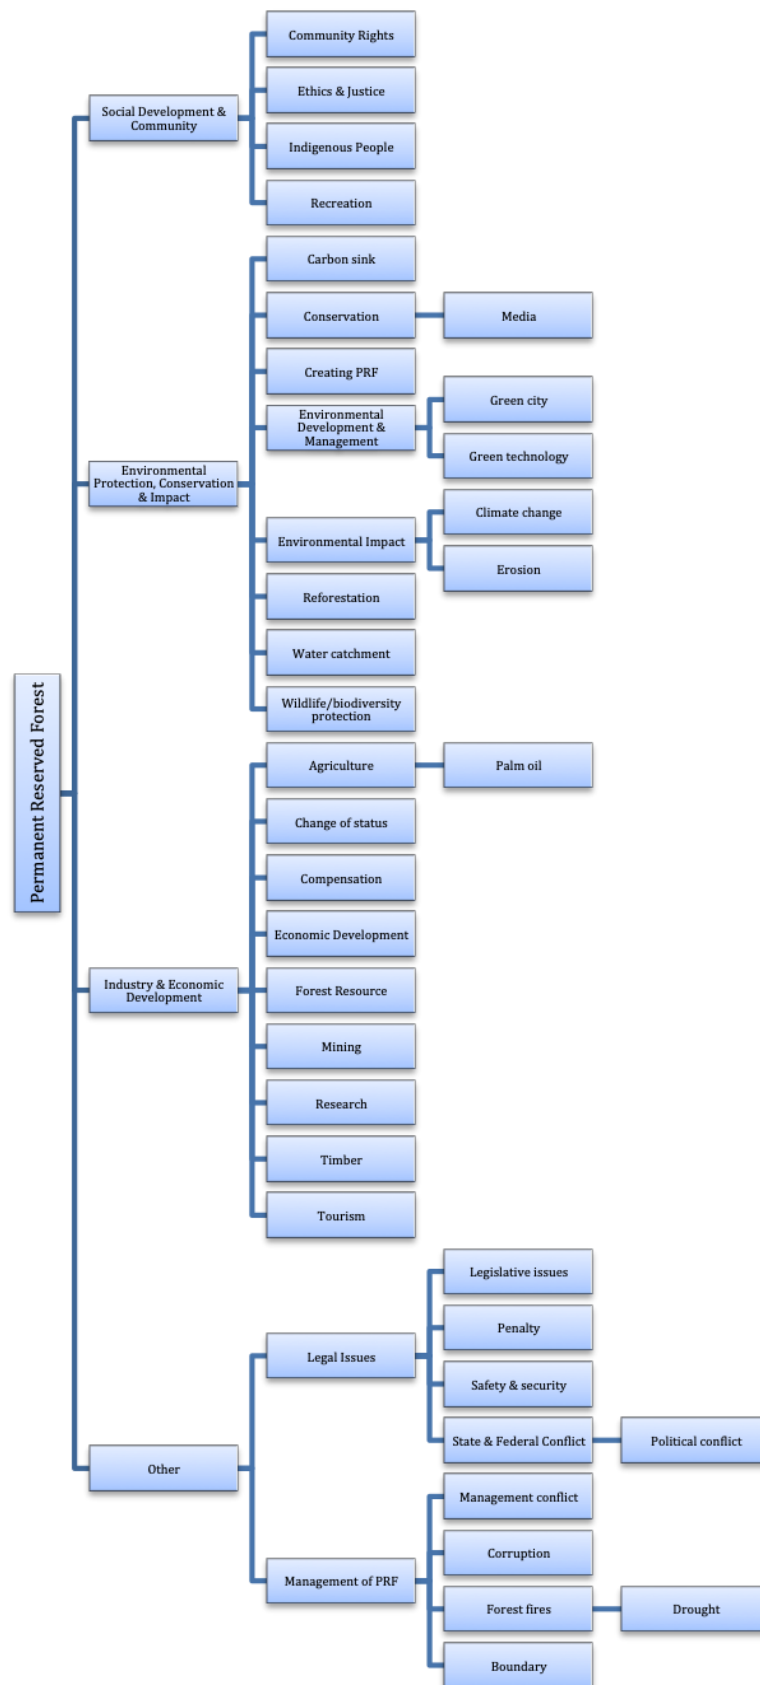 Permanent Reserved Forest
Social Development &
Community
Community Rights
Ethics & Justice
Indigenous People
Recreation
Environmental
Protection, Conservation
& Impact
Carbon sink
Conservation
Media
Creating PRF
Environmental
Development &
Management
Green city
Green technology
Environmental Impact
Climate change
Erosion
Reforestation
Water catchment
Wildlife/biodiversity
protection
Industry & Economic
Development
Agriculture
Palm oil
Change of status
Compensation
Economic Development
Forest Resource
Mining
Research
Timber
Tourism
Other
Legal Issues
Legislative issues
Penalty
Safety & security
State & Federal Conflict
Political conflict
Management of PRF
Management conflict
Corruption
Forest fires
Drought
Boundary